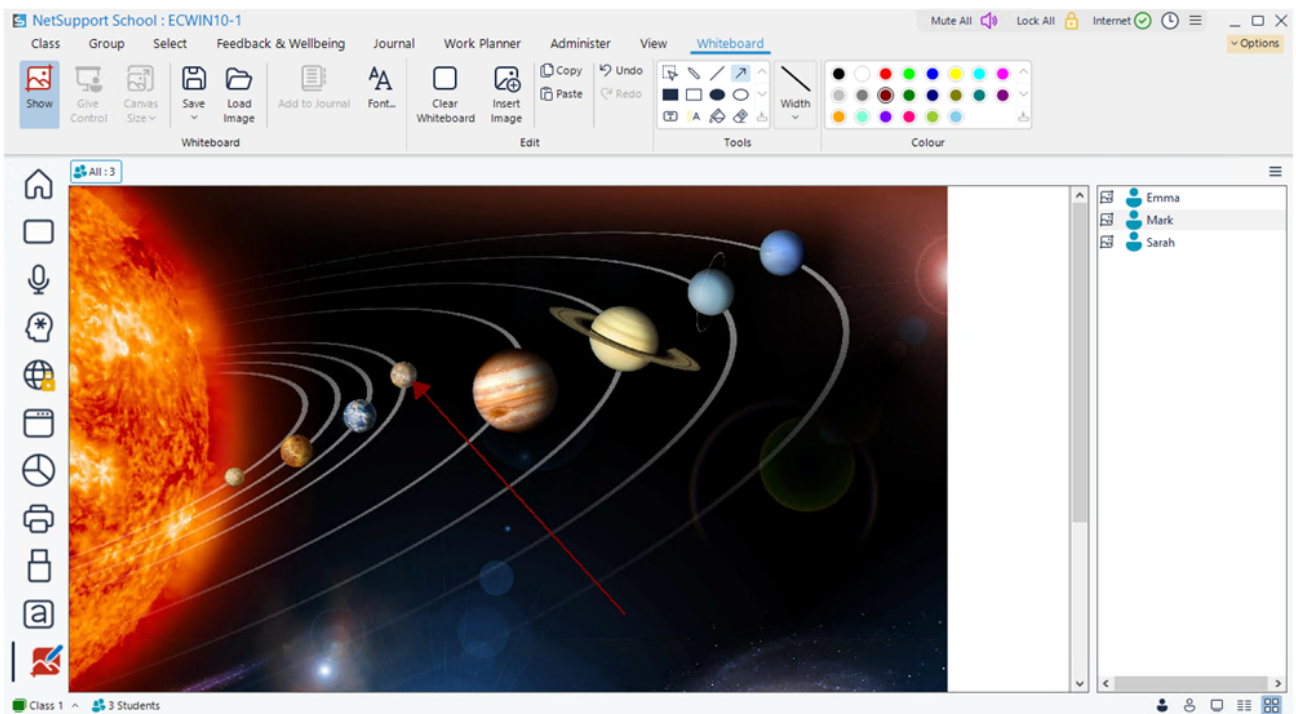 NetSupport School : ECWIN10-1
Mute All Lock All Internet
Class Group Select Feedback & Wellbeing Journal Work Planner Administer View Whiteboard Options
Show Give Control Canvas Size Save Load Image Add to Journal Font... Clear Whiteboard Insert Image Copy Paste Undo Redo A Width
Whiteboard Edit Tools Colour
All : 3
Emma
Mark
Sarah
a
Class 1 3 Students